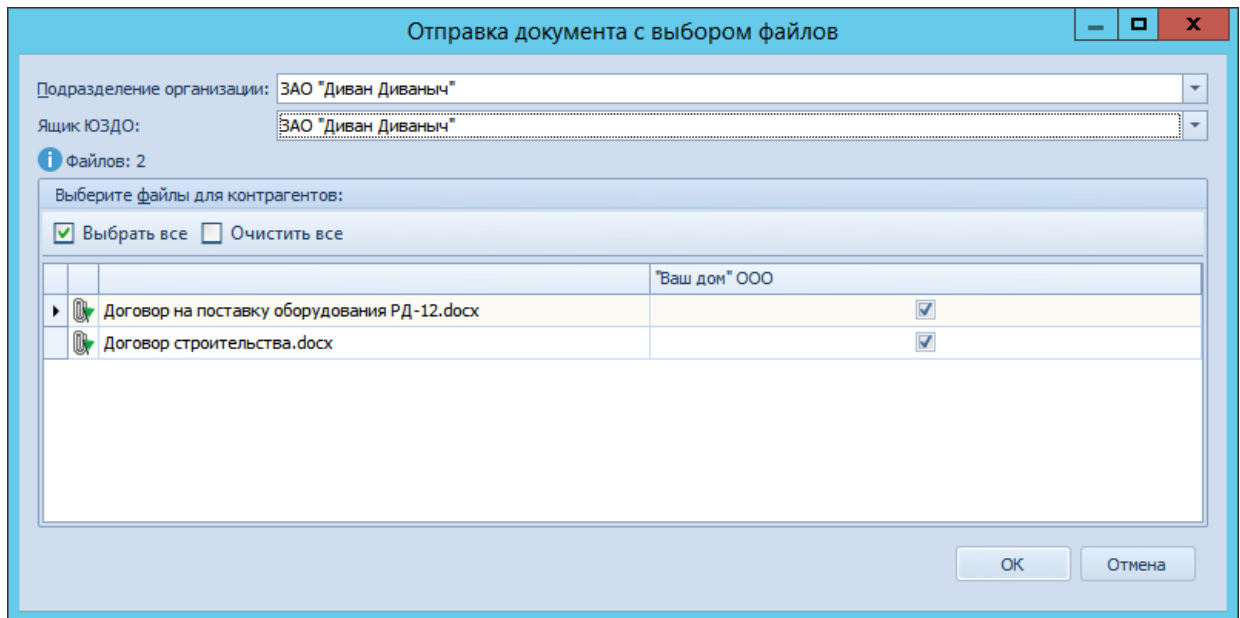 Отправка документа с выбором файлов
Подразделение организации: ЗАО "Диван Диваныч"
Ящик ЮЗДО: ЗАО "Диван Диваныч"
Файлов: 2
Выберите файлы для контрагентов:
Выбрать все Очистить все
"Ваш дом" ООО
Договор на поставку оборудования РД-12.docx
Договор строительства.docx
ОК Отмена